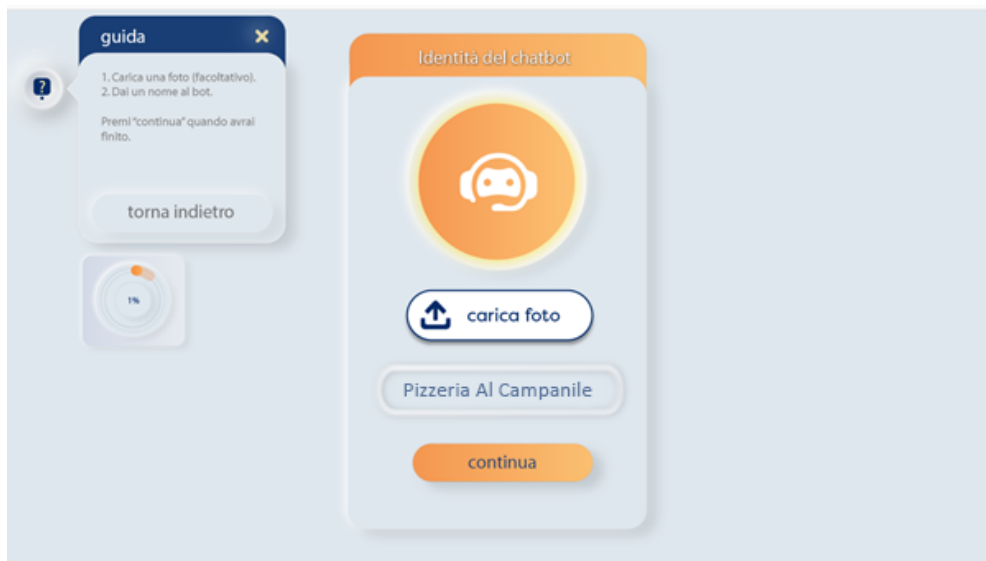 guida
1. Carica una foto (facoltativo).
2. Dai un nome al bot.
Premi "continua" quando avrai
finito.
torna indietro
1%
Identità del chatbot
carica foto
Pizzeria Al Campanile
continua